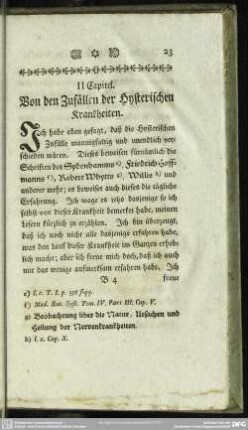 23
II Capitel.
Von den Zufällen der Hysterischen
Krankheiten.
Ich habe eben gesagt, daß die Hysterischen
Zufälle mannigfaltig und unendlich ver-
schieden wären. Dieses beweisen fürnämlich die
Schriften des Sydenhamms e), Friedrich Hoff-
manns f), Robert Whytts g), Willis h) und
anderer mehr; es beweiset auch dieses die tägliche
Erfahrung. Ich wage es jetzo dasjenige so ich
selbst von dieser Krankheit bemerket habe, meinen
Lesern kürzlich zu erzählen. Ich bin überzeugt,
daß ich noch nicht alle dasjenige erfahren habe,
was den Lauf dieser Krankheit im Ganzen erheb-
lich macht; aber ich freue mich doch, daß ich auch
nur das wenige aufmerksam erfahren habe. Ich
B 4 freue
e) l. c. T. I. p.
f) Med. Rat. Syst. Tom. IV. Pars III. Cap. V.
g) Beobachtung über die Natur, Ursachen und
Heilung der Nervenkrankheiten.
h) l. c. Cap. X.